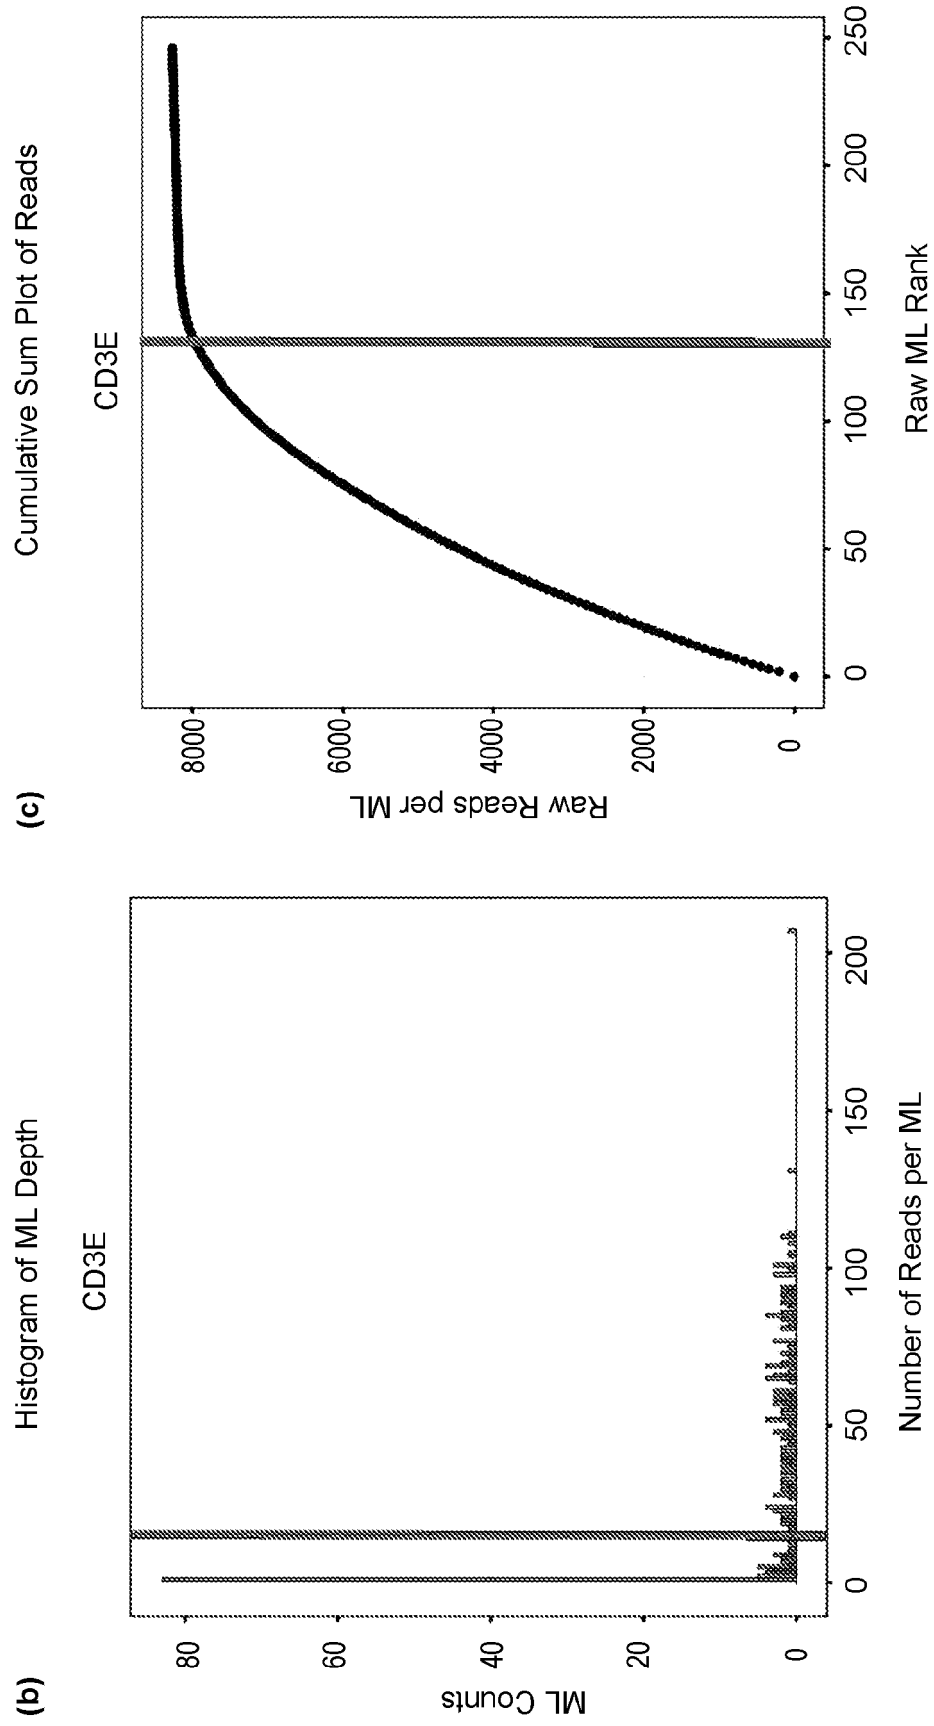 (b)
Histogram of ML Depth
CD3E
ML Counts
80
60
40
20
0
0
50
100
150
200
Number of Reads per ML
(c)
Cumulative Sum Plot of Reads
CD3E
Raw Reads per ML
8000
6000
4000
2000
0
0
50
100
150
200
250
Raw ML Rank